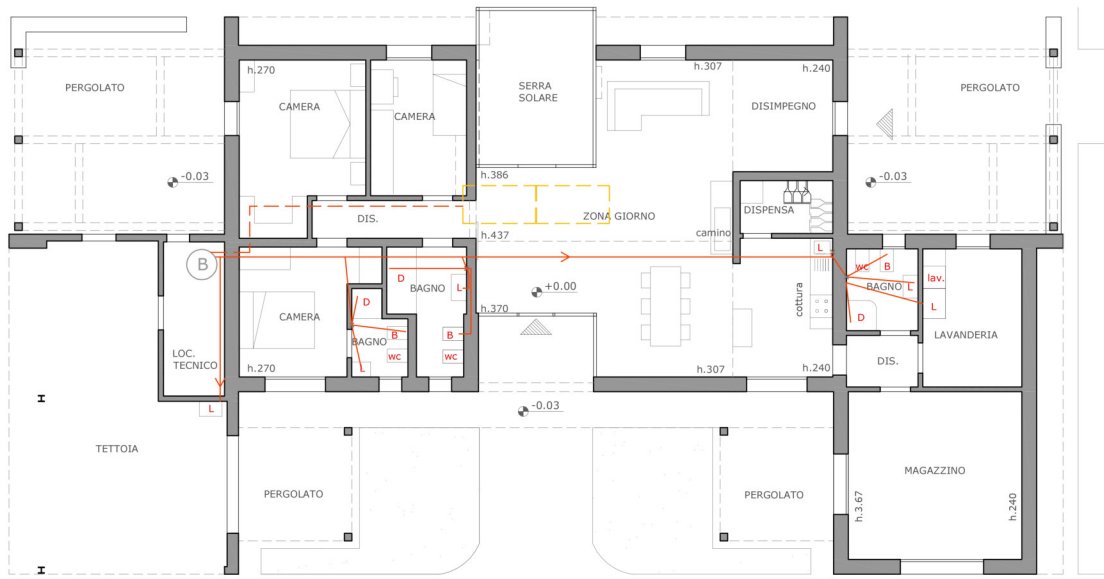 h.270
h.307
h.240
PERGOLATO
CAMERA
CAMERA
SERRA
SOLARE
DISIMPEGNO
PERGOLATO
-0.03
h.386
-0.03
DIS.
ZONA GIORNO
DISPENSA
camino
h.437
B
L
D
BAGNO
L
wc
B
BAGNO
L
D
lav.
L
+0.00
cottura
CAMERA
D
h.370
B
BAGNO
wc
L
B
wc
LOC.
TECNICO
LAVANDERIA
DIS.
h.270
h.307
h.240
L
-0.03
TETTOIA
PERGOLATO
PERGOLATO
MAGAZZINO
h.3.67
h.240